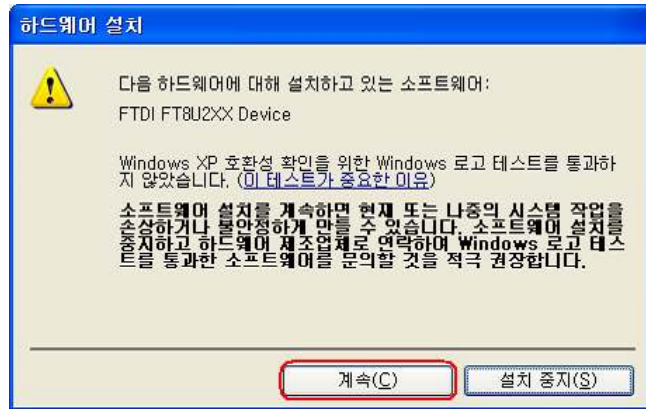 하드웨어 설치
다음 하드웨어에 대해 설치하고 있는 소프트웨어:
FTDI FT8U2XX Device
Windows XP 호환성 확인을 위한 Windows 로고 테스트를 통과하
지 않았습니다. (이 테스트가 중요한 이유)
소프트웨어 설치를 계속하면 현재 또는 나중의 시스템 작업을
손상하거나 불안정하게 만들 수 있습니다. 소프트웨어 설치를
중지하고 하드웨어 제조업체로 연락하여 Windows 로고 테스
트를 통과한 소프트웨어를 문의할 것을 적극 권장합니다.
계속(C) 설치 중지(S)